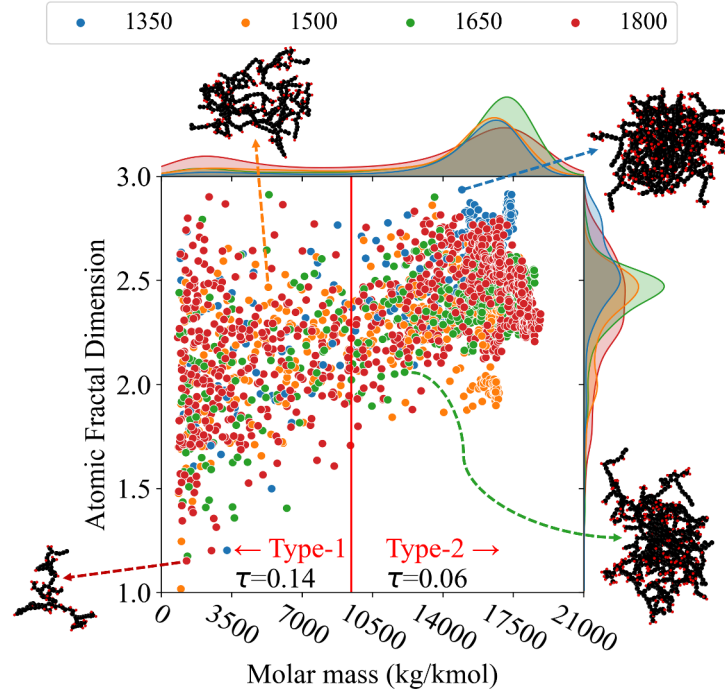 1350 1500 1650 1800
3.0
2.5
2.0
1.5
1.0
Atomic Fractal Dimension
← Type-1 Type-2 →
τ=0.14 τ=0.06
0 3500 7000 10500 14000 17500 21000
Molar mass (kg/kmol)